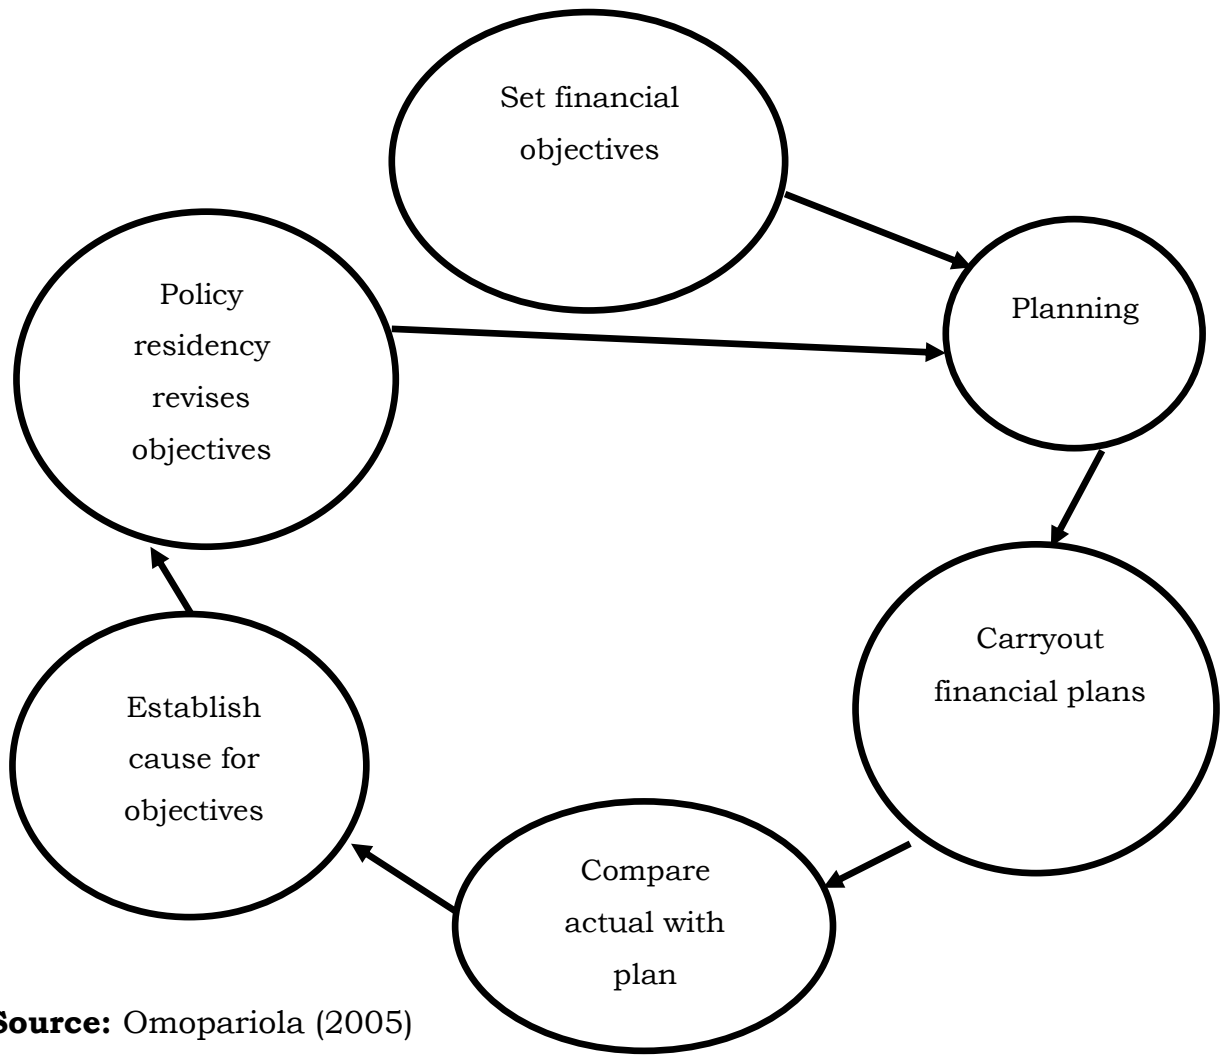 Set financial
objectives
Planning
Carryout
financial plans
Compare
actual with
plan
Establish
cause for
objectives
Policy
residency
revises
objectives
Source: Omopariola (2005)